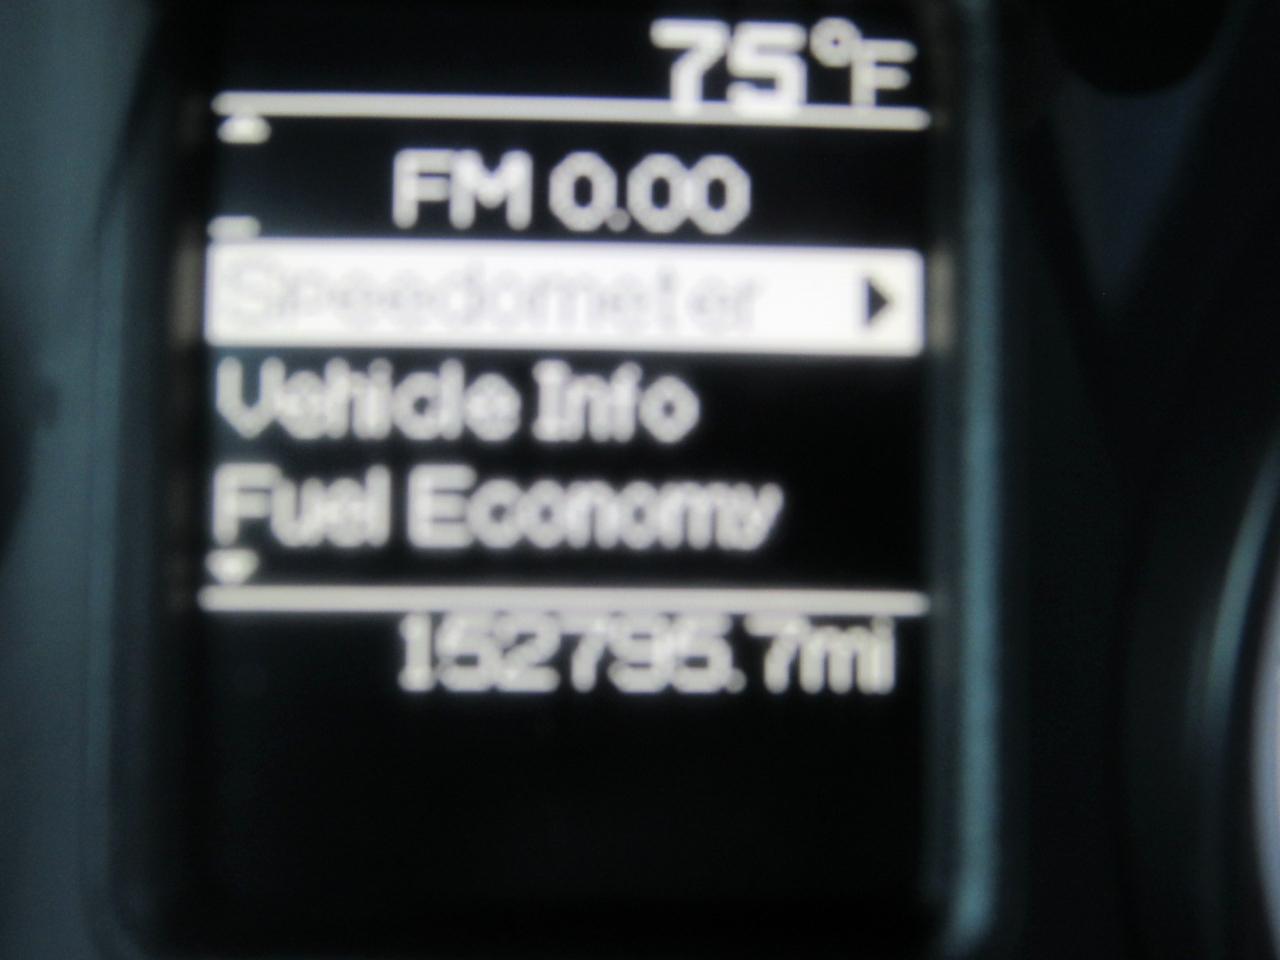 75°F
FM 0.00
Speedometer
Vehicle Info
Fuel Economy
152795.7mi